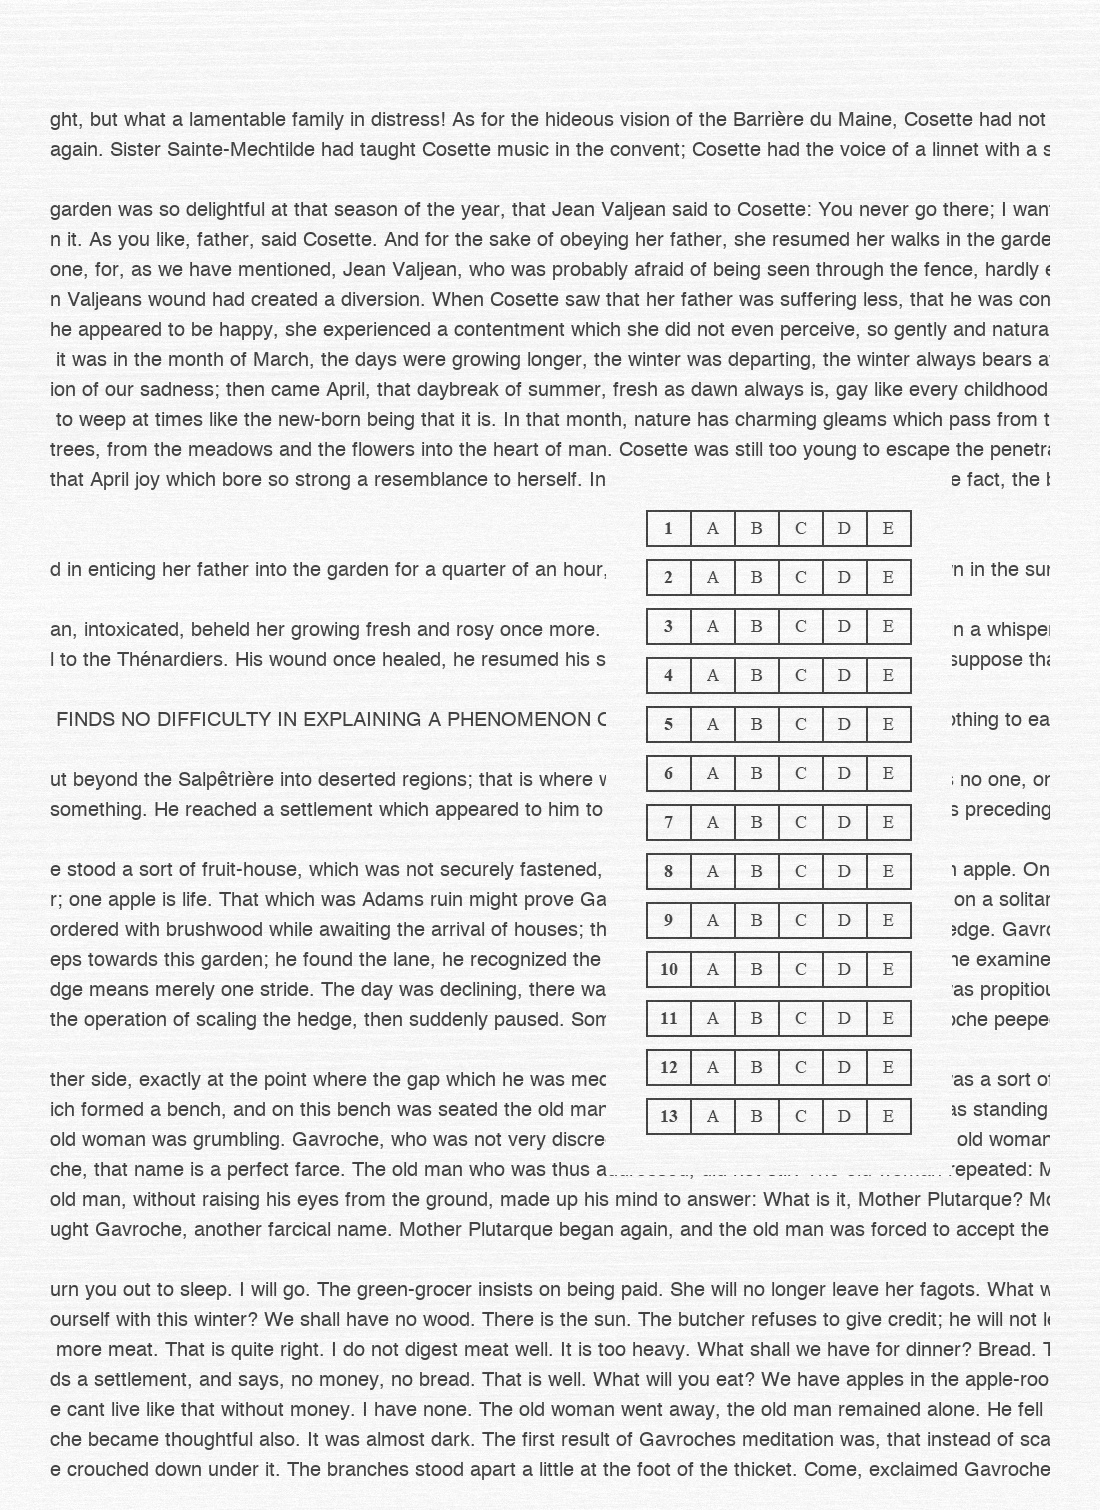 ght, but what a lamentable family in distress! As for the hideous vision of the Barrière du Maine, Cosette had not
again. Sister Sainte-Mechtilde had taught Cosette music in the convent; Cosette had the voice of a linnet with a s
garden was so delightful at that season of the year, that Jean Valjean said to Cosette: You never go there; I want
n it. As you like, father, said Cosette. And for the sake of obeying her father, she resumed her walks in the garde
one, for, as we have mentioned, Jean Valjean, who was probably afraid of being seen through the fence, hardly e
n Valjeans wound had created a diversion. When Cosette saw that her father was suffering less, that he was con
he appeared to be happy, she experienced a contentment which she did not even perceive, so gently and natura
it was in the month of March, the days were growing longer, the winter was departing, the winter always bears a
ion of our sadness; then came April, that daybreak of summer, fresh as dawn always is, gay like every childhood
to weep at times like the new-born being that it is. In that month, nature has charming gleams which pass from t
trees, from the meadows and the flowers into the heart of man. Cosette was still too young to escape the penetra
that April joy which bore so strong a resemblance to herself. In e fact, the b
1 A B C D E
d in enticing her father into the garden for a quarter of an hour, n in the sun
2 A B C D E
an, intoxicated, beheld her growing fresh and rosy once more. n a whisper
3 A B C D E
l to the Thénardiers. His wound once healed, he resumed his s suppose tha
4 A B C D E
FINDS NO DIFFICULTY IN EXPLAINING A PHENOMENON othing to ea
5 A B C D E
ut beyond the Salpêtrière into deserted regions; that is where no one, or
6 A B C D E
something. He reached a settlement which appeared to him to s preceding
7 A B C D E
e stood a sort of fruit-house, which was not securely fastened, apple. On
8 A B C D E
r; one apple is life. That which was Adams ruin might prove Ga on a solitar
9 A B C D E
ordered with brushwood while awaiting the arrival of houses; th edge. Gavro
eps towards this garden; he found the lane, he recognized the he examine
10 A B C D E
dge means merely one stride. The day was declining, there wa as propitiou
11 A B C D E
the operation of scaling the hedge, then suddenly paused. Som oche peepe
12 A B C D E
ther side, exactly at the point where the gap which he was med as a sort of
13 A B C D E
ich formed a bench, and on this bench was seated the old man as standing
old woman was grumbling. Gavroche, who was not very discre old woman
che, that name is a perfect farce. The old man who was thus addressed, did not stir. The old woman repeated: M
old man, without raising his eyes from the ground, made up his mind to answer: What is it, Mother Plutarque? Mo
ught Gavroche, another farcical name. Mother Plutarque began again, and the old man was forced to accept the
urn you out to sleep. I will go. The green-grocer insists on being paid. She will no longer leave her fagots. What w
ourself with this winter? We shall have no wood. There is the sun. The butcher refuses to give credit; he will not le
more meat. That is quite right. I do not digest meat well. It is too heavy. What shall we have for dinner? Bread. T
ds a settlement, and says, no money, no bread. That is well. What will you eat? We have apples in the apple-roo
e cant live like that without money. I have none. The old woman went away, the old man remained alone. He fell
che became thoughtful also. It was almost dark. The first result of Gavroches meditation was, that instead of sca
e crouched down under it. The branches stood apart a little at the foot of the thicket. Come, exclaimed Gavroche